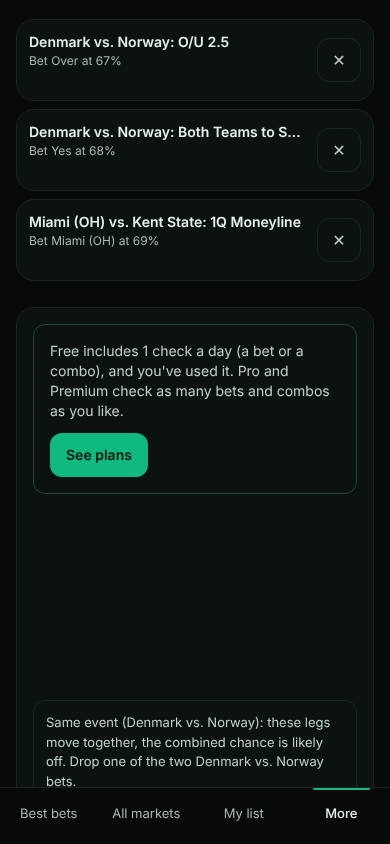 Denmark vs. Norway: O/U 2.5
Bet Over at 67%
✕
Denmark vs. Norway: Both Teams to S...
Bet Yes at 68%
✕
Miami (OH) vs. Kent State: 1Q Moneyline
Bet Miami (OH) at 69%
✕
Free includes 1 check a day (a bet or a
combo), and you've used it. Pro and
Premium check as many bets and combos
as you like.
See plans
Same event (Denmark vs. Norway): these legs
move together, the combined chance is likely
off. Drop one of the two Denmark vs. Norway
bets.
Best bets
All markets
My list
More